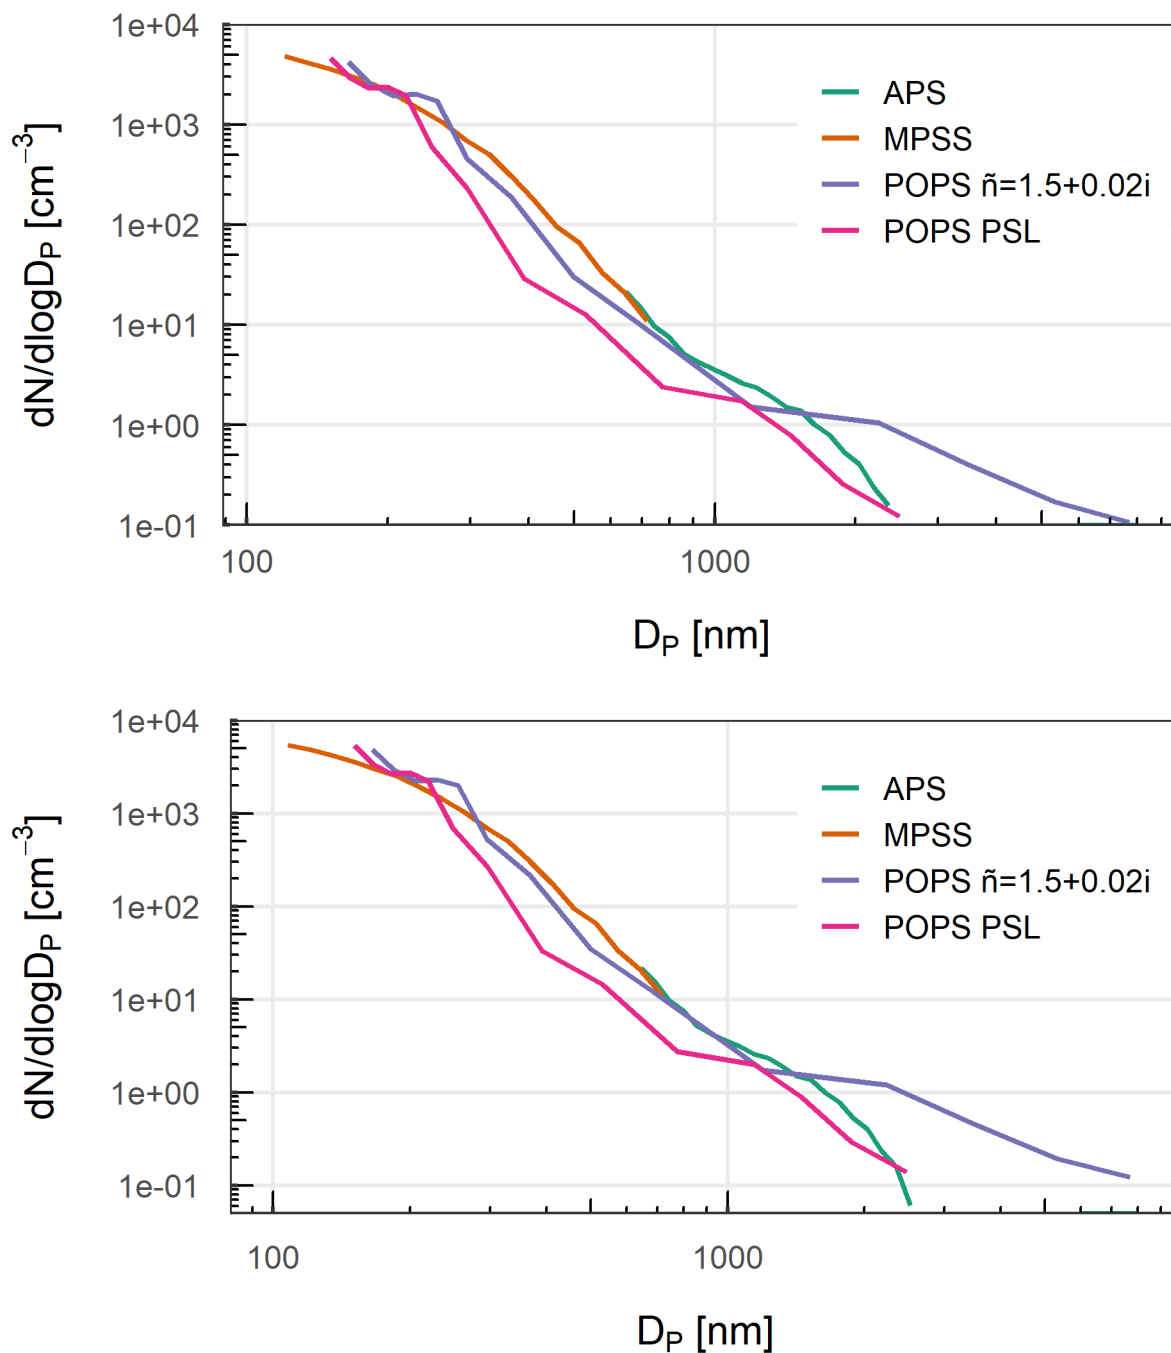 1e+04
1e+03
1e+02
1e+01
1e+00
1e-01
dN/dlogDP [cm−3]
APS
MPSS
POPS ñ=1.5+0.02i
POPS PSL
100 1000
DP [nm]
1e+04
1e+03
1e+02
1e+01
1e+00
1e-01
dN/dlogDP [cm−3]
APS
MPSS
POPS ñ=1.5+0.02i
POPS PSL
100 1000
DP [nm]